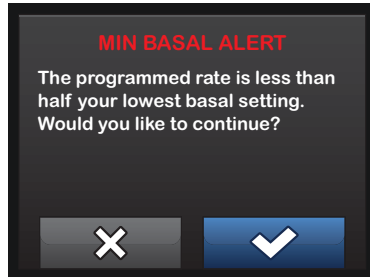 MIN BASAL ALERT
The programmed rate is less than
half your lowest basal setting.
Would you like to continue?